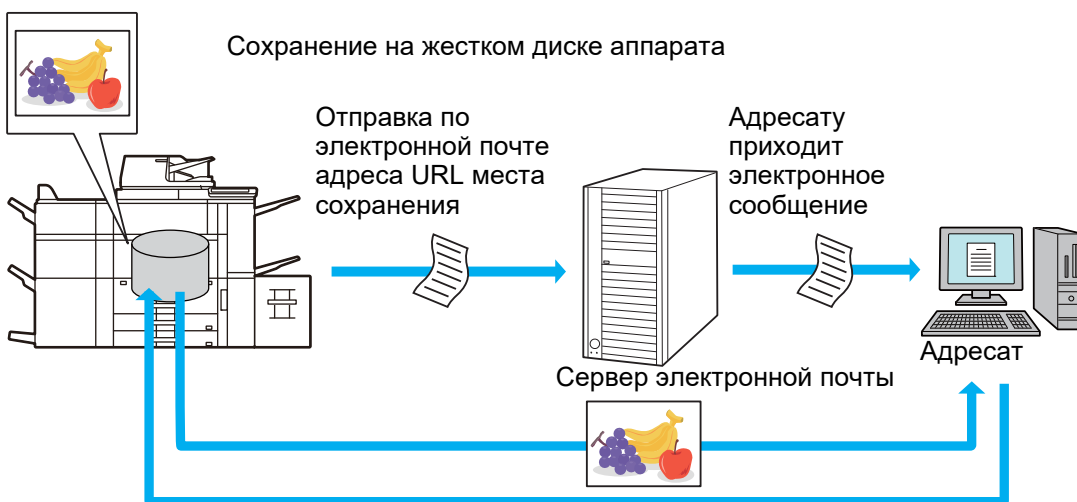 Сохранение на жестком диске аппарата
Отправка по
электронной почте
адреса URL места
сохранения
Адресату
приходит
электронное
сообщение
Адресат
Сервер электронной почты